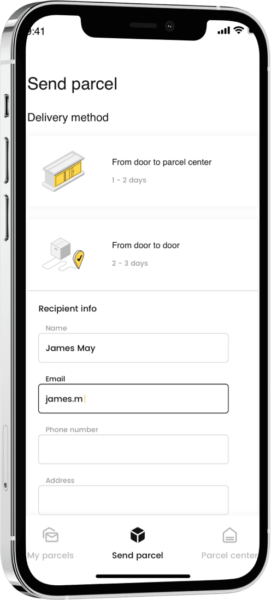 9:41
Send parcel
Delivery method
From door to parcel center
1 - 2 days
From door to door
2 - 3 days
Recipient info
Name
James May
Email
james.m
Phone number
Address
My parcels
Send parcel
Parcel center